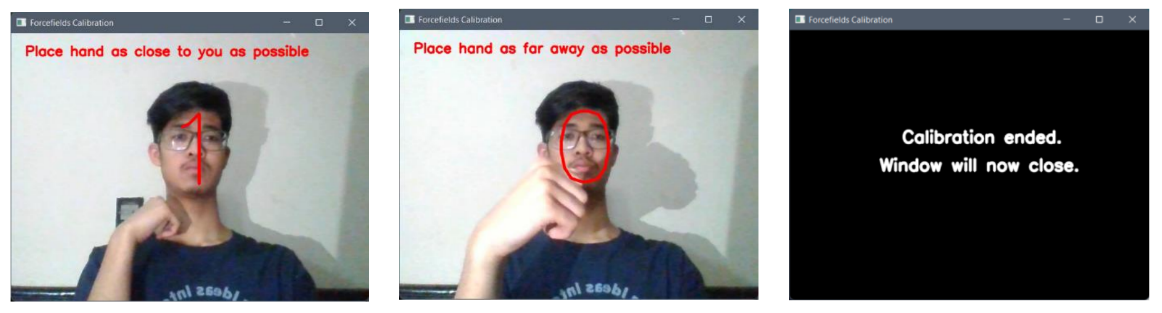 Forcefields Calibration
Place hand as close to you as possible
1
Forcefields Calibration
Place hand as far away as possible
0
Forcefields Calibration
Calibration ended.
Window will now close.